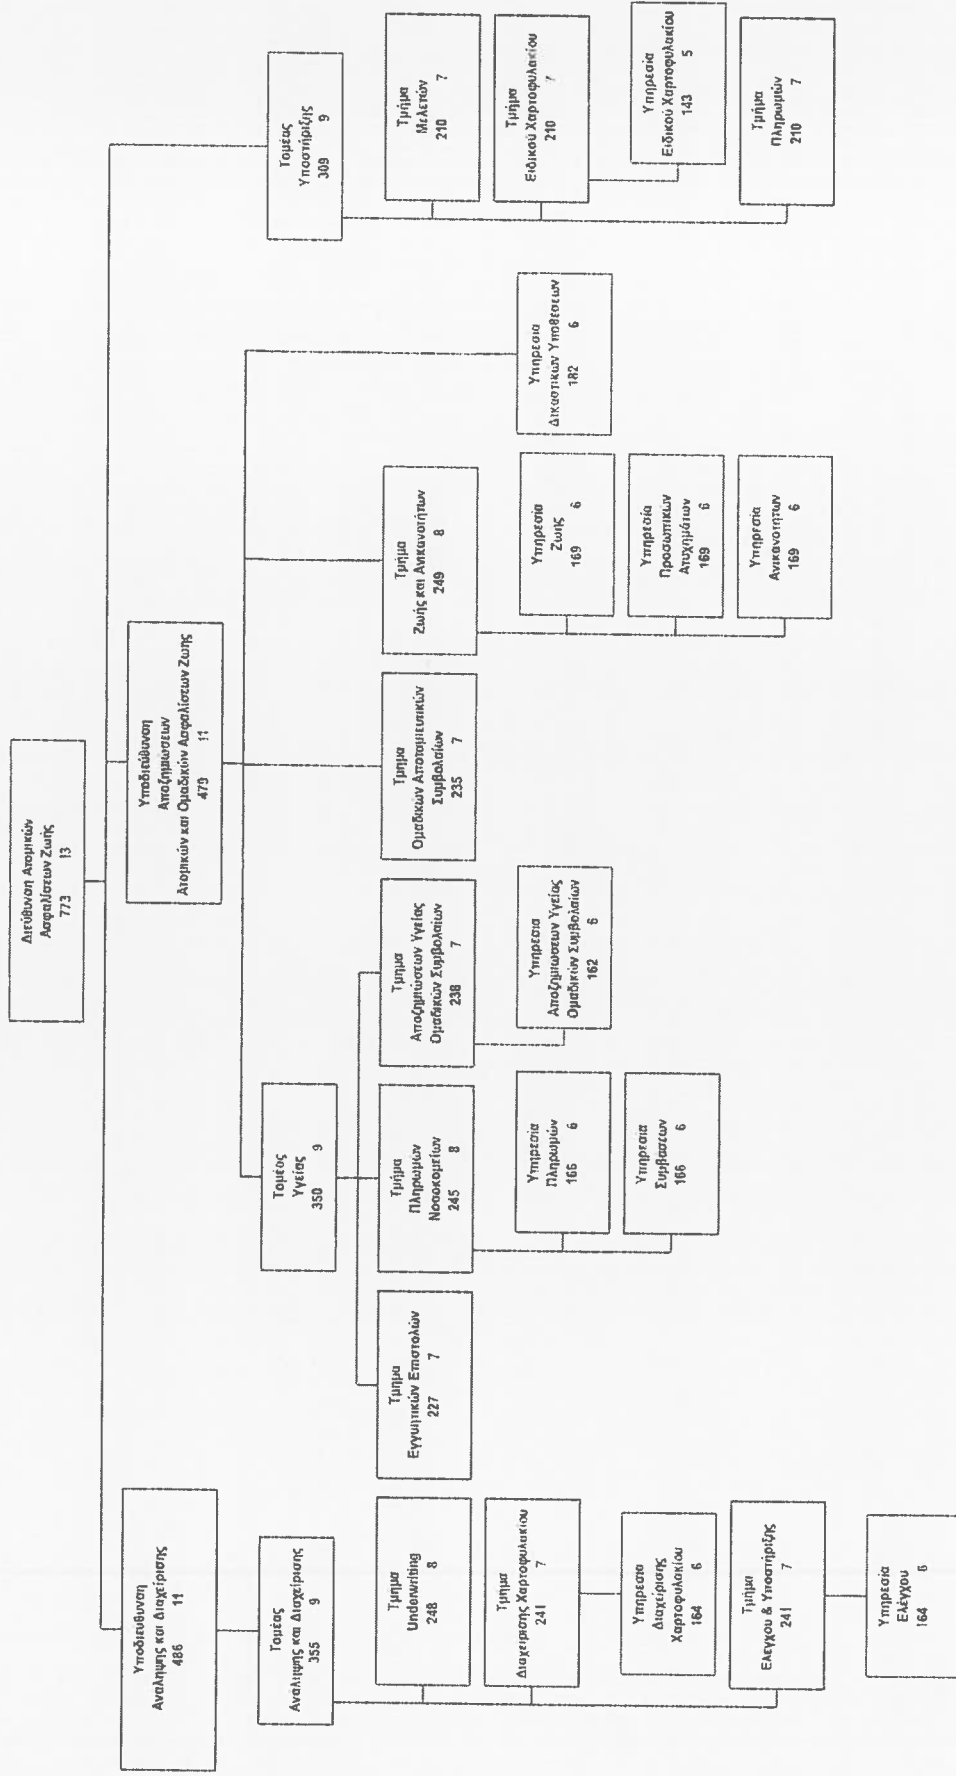 Διεύθυνση Ατομικών
Ασφαλίσεων Ζωής
773 13
Υποδιεύθυνση
Ανάληψης και Διαχείρισης
486 11
Τομέας
Ανάληψης και Διαχείρισης
355 9
Τμήμα
Underwriting
248 8
Τμήμα
Διαχείρισης Χαρτοφυλακίου
241 7
Υπηρεσία
Διαχείρισης
Χαρτοφυλακίου
164 6
Τμήμα
Ελέγχου & Υποστήριξης
241 7
Υπηρεσία
Ελέγχου
164 6
Υποδιεύθυνση
Αποζημιώσεων
Ατομικών και Ομαδικών Ασφαλίσεων Ζωής
479 11
Τομέας
Υγείας
350 9
Τμήμα
Εγγυητικών Επιστολών
227 7
Τμήμα
Πληρωμών
Νοσοκομείων
245 8
Υπηρεσία
Πληρωμών
166 6
Υπηρεσία
Συμβάσεων
166 6
Τμήμα
Αποζημιώσεων Υγείας
Ομαδικών Συμβολαίων
238 7
Υπηρεσία
Αποζημιώσεων Υγείας
Ομαδικών Συμβολαίων
162 6
Τμήμα
Ομαδικών Αποταμιευτικών
Συμβολαίων
235 7
Τμήμα
Ζωής και Ανικανοτήτων
249 8
Υπηρεσία
Ζωής
169 6
Υπηρεσία
Προσωπικών
Ατυχημάτων
169 6
Υπηρεσία
Ανικανοτήτων
169 6
Υπηρεσία
Δικαστικών Υποθέσεων
182 6
Τομέας
Υποστήριξης
309 9
Τμήμα
Μελετών
210 7
Τμήμα
Ειδικού Χαρτοφυλακίου
210 7
Υπηρεσία
Ειδικού Χαρτοφυλακίου
143 5
Τμήμα
Πληρωμών
210 7